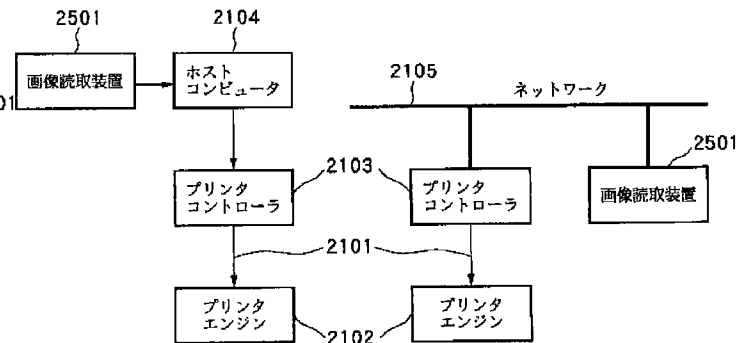 2501
2104
画像読取装置
ホスト
コンピュータ
2105
ネットワーク
01
2501
2103
プリンタ
コントローラ
プリンタ
コントローラ
画像読取装置
2101
プリンタ
エンジン
プリンタ
エンジン
2102